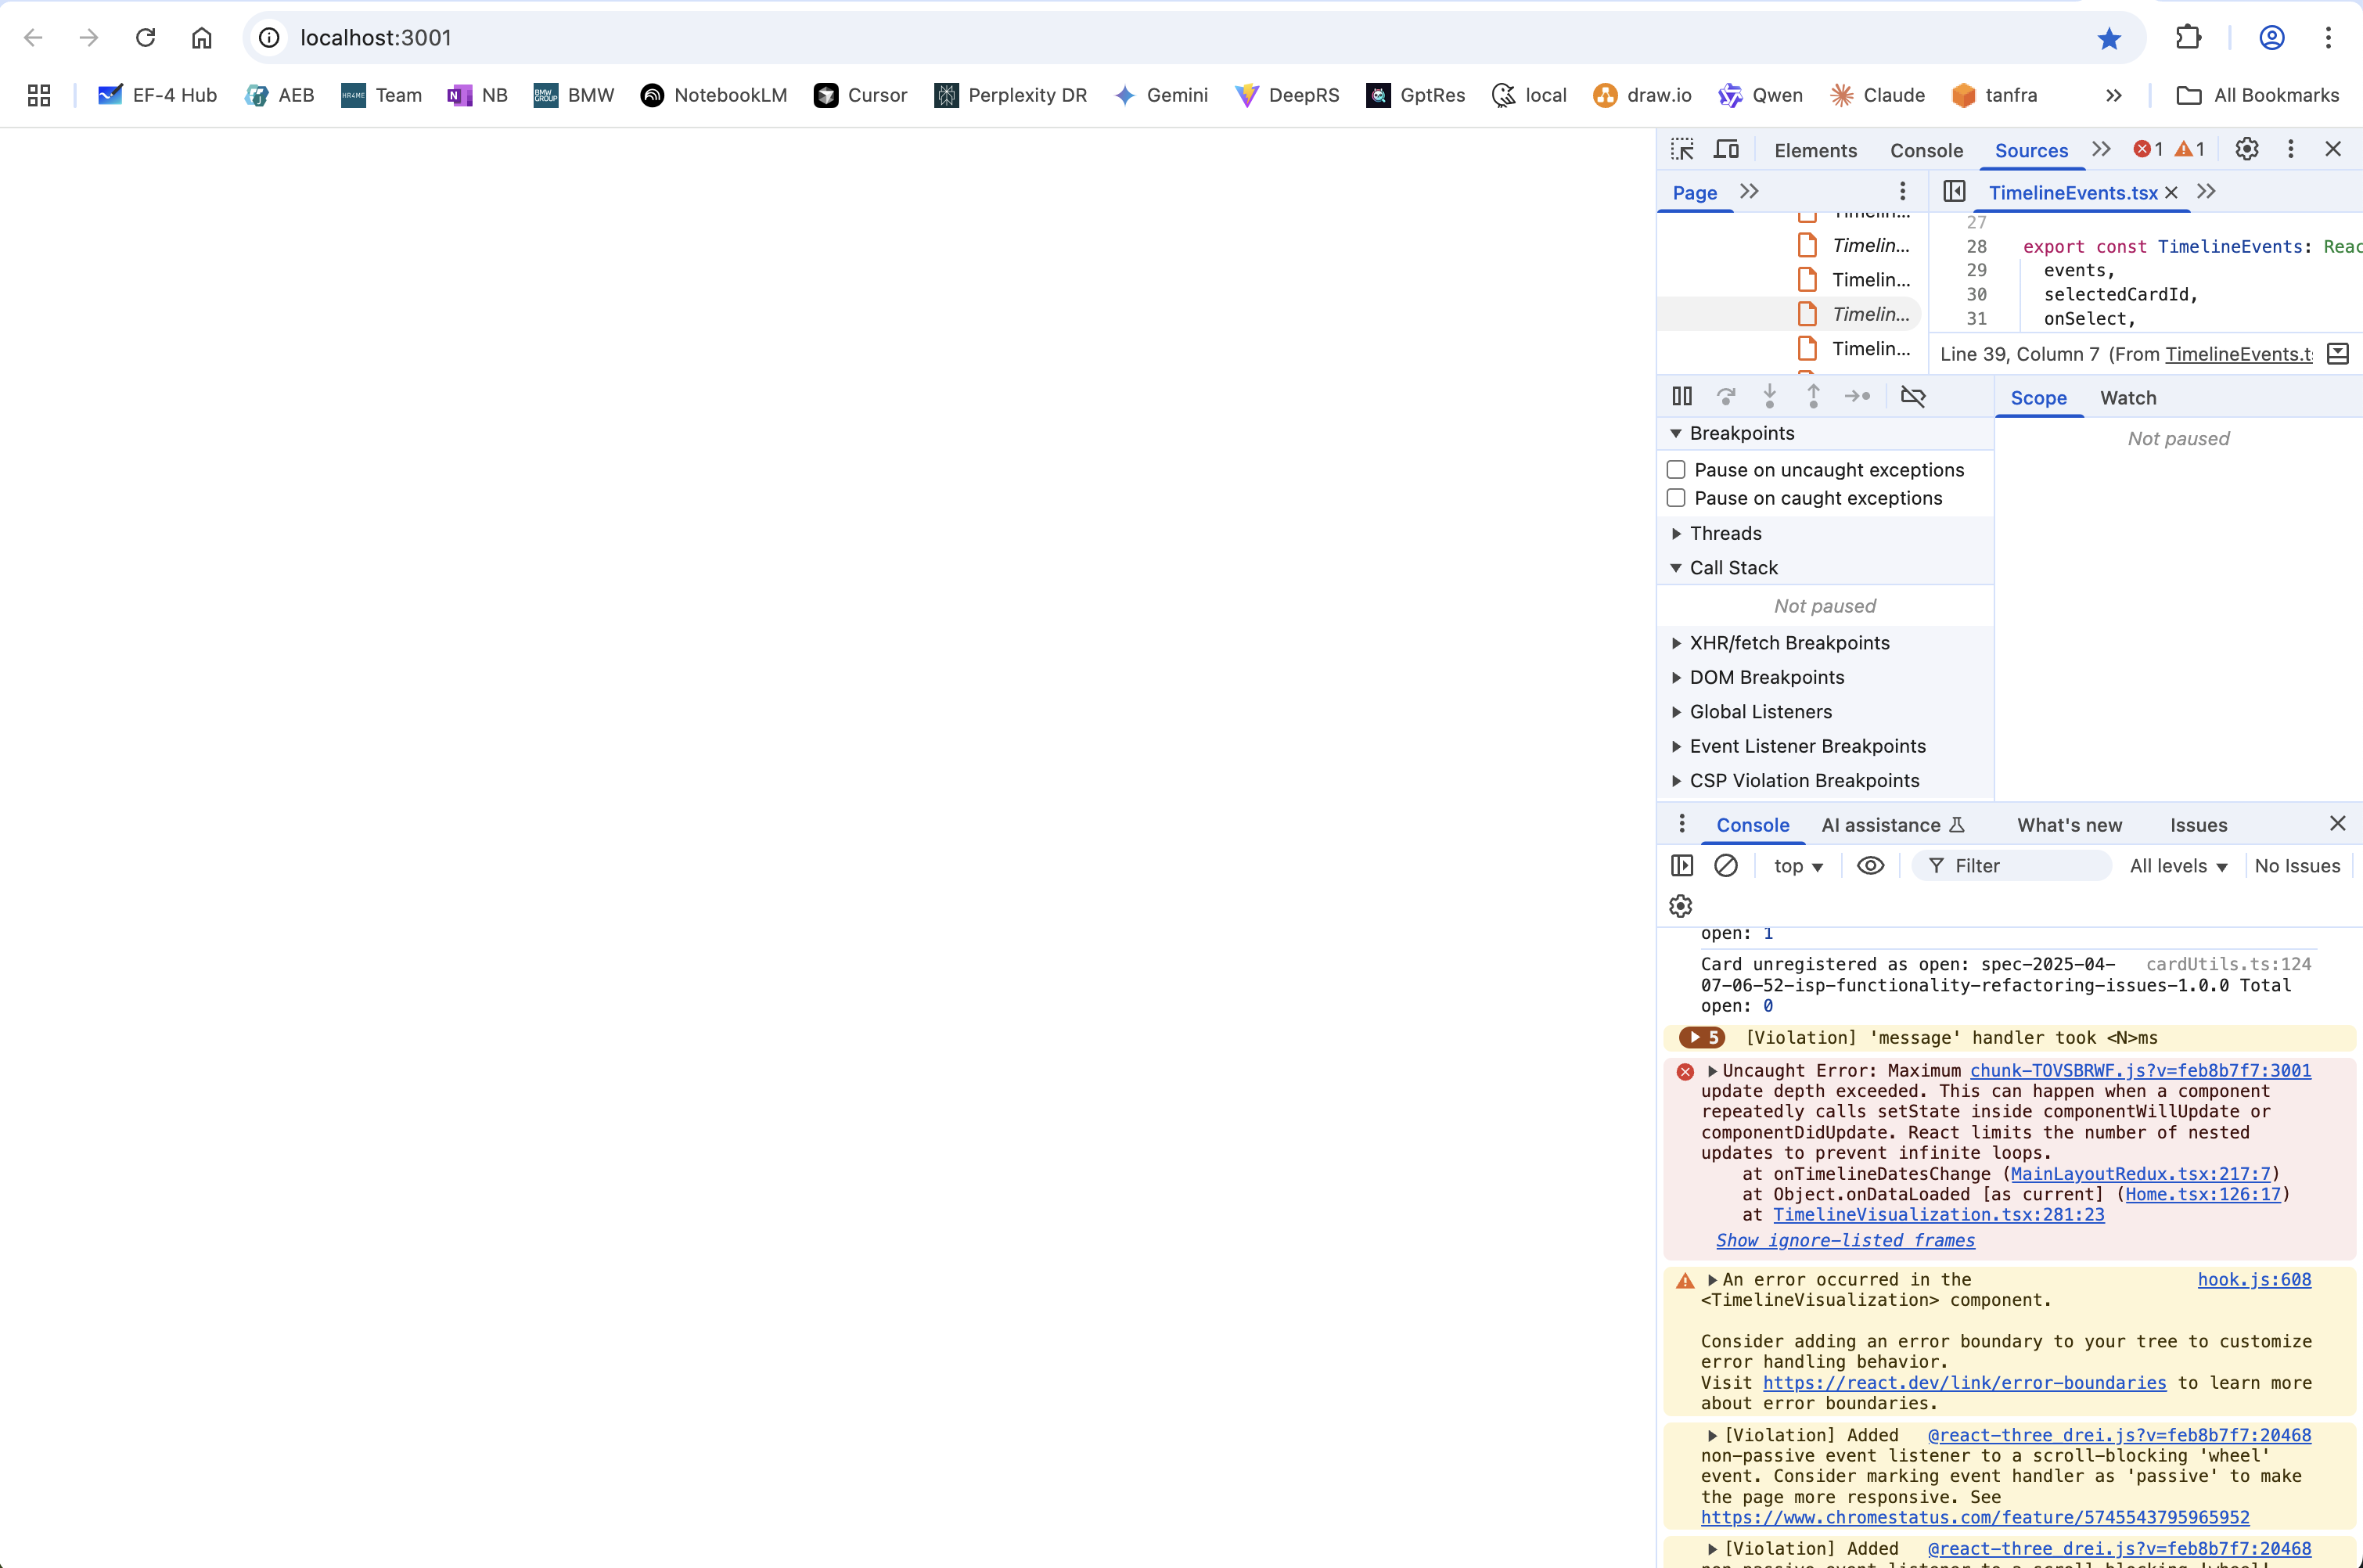 localhost:3001
EF-4 Hub AEB Team NB BMW NotebookLM Cursor Perplexity DR Gemini DeepRS GptRes local draw.io Qwen Claude tanfra All Bookmarks
Elements Console Sources 1 1
Page
TimelineEvents.tsx
Timelin...
Timelin...
Timelin...
Timelin...
Timelin...
27
28 export const TimelineEvents: Reac
29 events,
30 selectedCardId,
31 onSelect,
Line 39, Column 7 (From TimelineEvents.t
Scope Watch
Not paused
Breakpoints
Pause on uncaught exceptions
Pause on caught exceptions
Threads
Call Stack
Not paused
XHR/fetch Breakpoints
DOM Breakpoints
Global Listeners
Event Listener Breakpoints
CSP Violation Breakpoints
Console AI assistance What's new Issues
top Filter All levels No Issues
open: 1
Card unregistered as open: spec-2025-04- cardUtils.ts:124
07-06-52-isp-functionality-refactoring-issues-1.0.0 Total
open: 0
5 [Violation] 'message' handler took <N>ms
Uncaught Error: Maximum chunk-TOVSBRWF.js?v=feb8b7f7:3001
update depth exceeded. This can happen when a component
repeatedly calls setState inside componentWillUpdate or
componentDidUpdate. React limits the number of nested
updates to prevent infinite loops.
at onTimelineDatesChange (MainLayoutRedux.tsx:217:7)
at Object.onDataLoaded [as current] (Home.tsx:126:17)
at TimelineVisualization.tsx:281:23
Show ignore-listed frames
An error occurred in the hook.js:608
<TimelineVisualization> component.
Consider adding an error boundary to your tree to customize
error handling behavior.
Visit https://react.dev/link/error-boundaries to learn more
about error boundaries.
[Violation] Added @react-three_drei.js?v=feb8b7f7:20468
non-passive event listener to a scroll-blocking 'wheel'
event. Consider marking event handler as 'passive' to make
the page more responsive. See
https://www.chromestatus.com/feature/5745543795965952
[Violation] Added @react-three_drei.js?v=feb8b7f7:20468